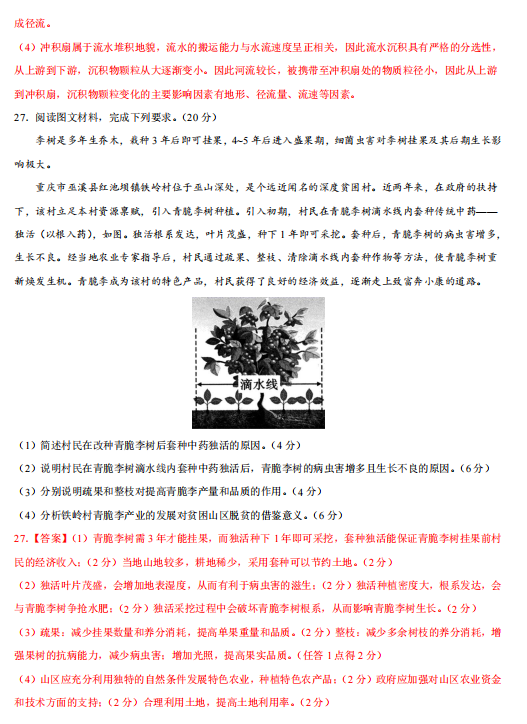 成径流。
（4）冲积扇属于流水堆积地貌，流水的搬运能力与水流速度呈正相关，因此流水沉积具有严格的分选性，
从上游到下游，沉积物颗粒从大逐渐变小。因此河流较长，被携带至冲积扇处的物质粒径小，因此从上游
到冲积扇，沉积物颗粒变化的主要影响因素有地形、径流量、流速等因素。
27．阅读图文材料，完成下列要求。（20 分）
李树是多年生乔木，栽种 3 年后即可挂果，4~5 年后进入盛果期，细菌虫害对李树挂果及其后期生长影
响极大。
重庆市巫溪县红池坝镇铁岭村位于巫山深处，是个远近闻名的深度贫困村。近两年来，在政府的扶持
下，该村立足本村资源禀赋，引入青脆李树种植。引入初期，村民在青脆李树滴水线内套种传统中药——
独活（以根入药），如图。独活根系发达，叶片茂盛，种下 1 年即可采挖。套种后，青脆李树的病虫害增多，
生长不良。经当地农业专家指导后，村民通过疏果、整枝、清除滴水线内套种作物等方法，使青脆李树重
新焕发生机。青脆李成为该村的特色产品，村民获得了良好的经济效益，逐渐走上致富奔小康的道路。
滴水线
（1）简述村民在改种青脆李树后套种中药独活的原因。（4 分）
（2）说明村民在青脆李树滴水线内套种中药独活后，青脆李树的病虫害增多且生长不良的原因。（6 分）
（3）分别说明疏果和整枝对提高青脆李产量和品质的作用。（4 分）
（4）分析铁岭村青脆李产业的发展对贫困山区脱贫的借鉴意义。（6 分）
27.【答案】（1）青脆李树需 3 年才能挂果，而独活种下 1 年即可采挖，套种独活能保证青脆李树挂果前村
民的经济收入；（2 分）当地山地较多，耕地稀少，采用套种可以节约土地。（2 分）
（2）独活叶片茂盛，会增加地表湿度，从而有利于病虫害的滋生；（2 分）独活种植密度大，根系发达，会
与青脆李树争抢水肥；（2 分）独活采挖过程中会破坏青脆李树根系，从而影响青脆李树生长。（2 分）
（3）疏果：减少挂果数量和养分消耗，提高单果重量和品质。（2 分）整枝：减少多余树枝的养分消耗，增
强果树的抗病能力，减少病虫害；增加光照，提高果实品质。（任答 1 点得 2 分）
（4）山区应充分利用独特的自然条件发展特色农业，种植特色农产品；（2 分）政府应加强对山区农业资金
和技术方面的支持；（2 分）合理利用土地，提高土地利用率。（2 分）